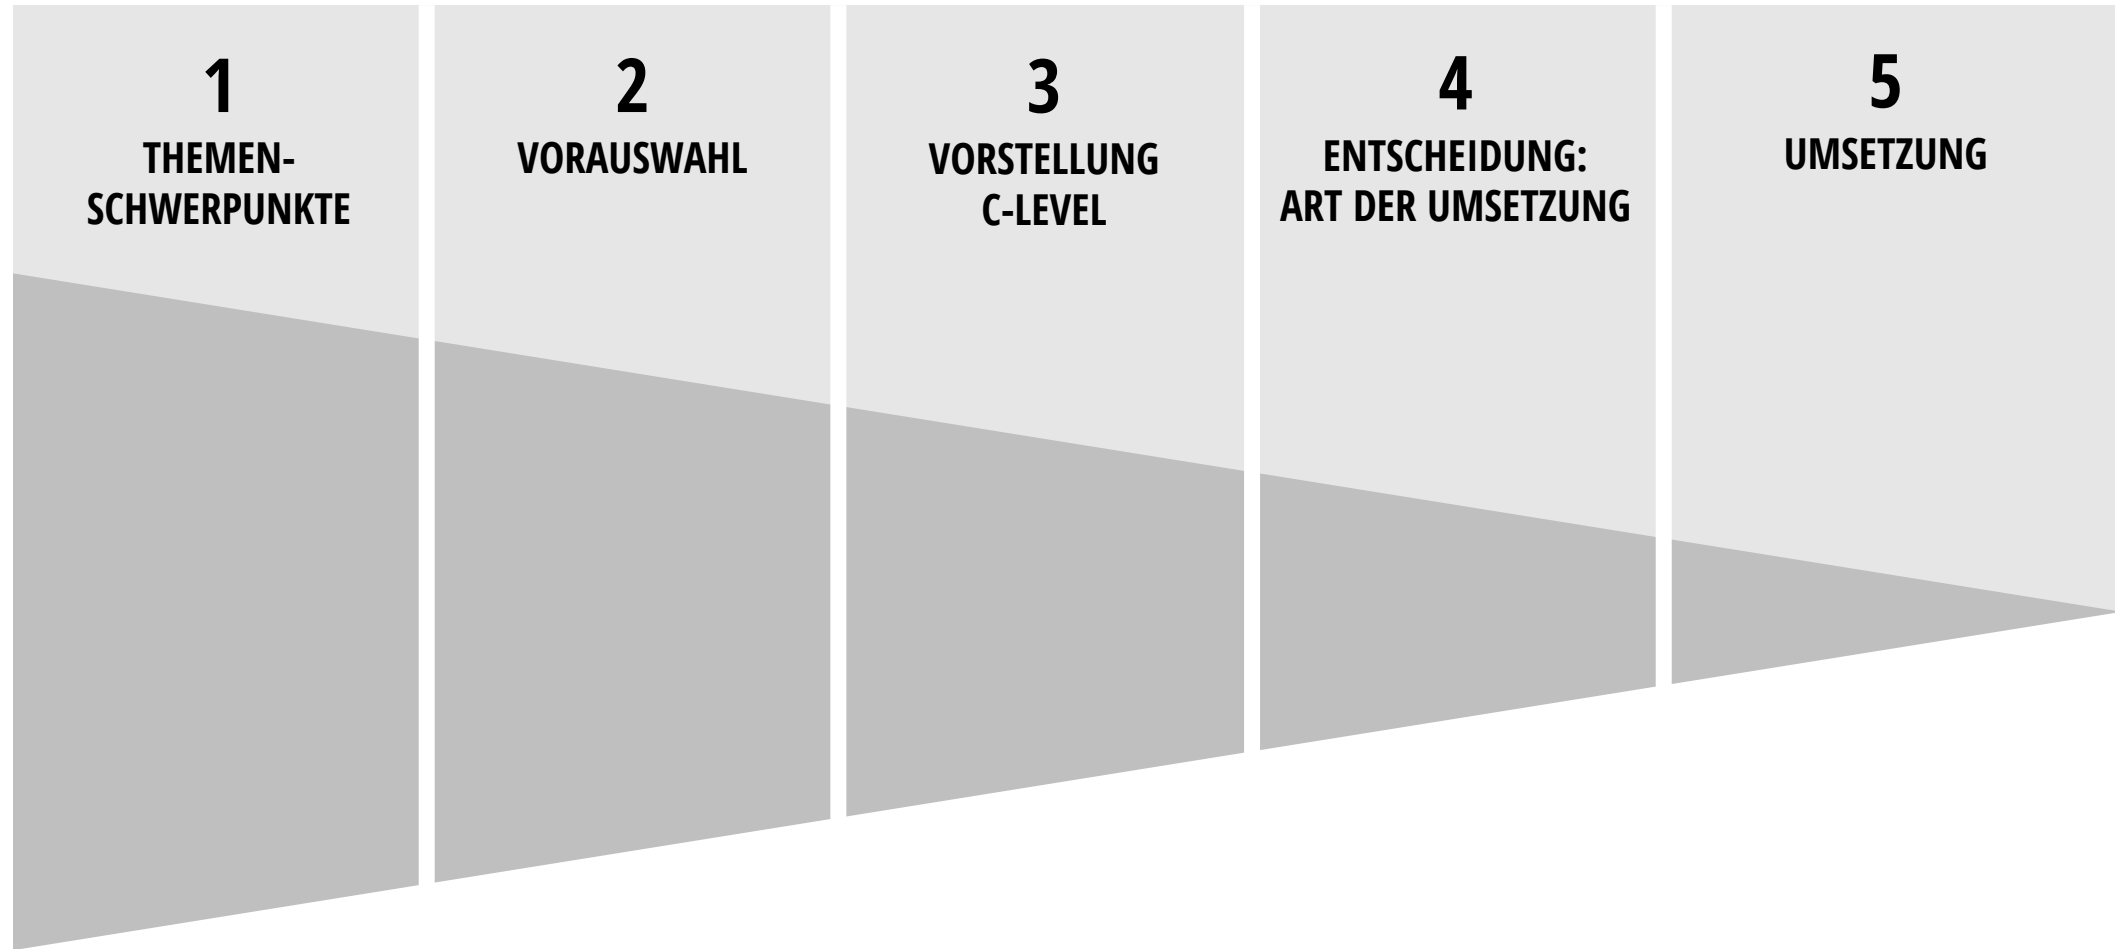 1
THEMEN-
SCHWERPUNKTE
2
VORAUSWAHL
3
VORSTELLUNG
C-LEVEL
4
ENTSCHEIDUNG:
ART DER UMSETZUNG
5
UMSETZUNG